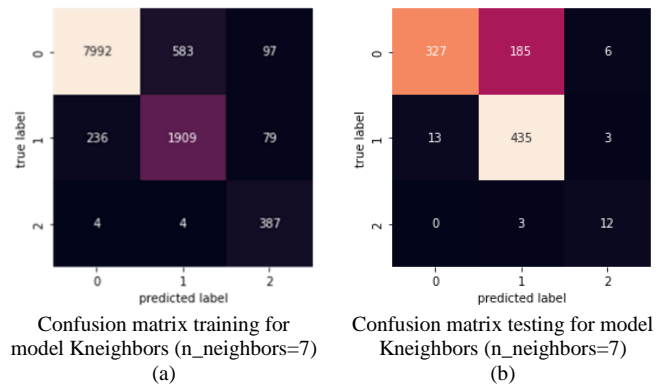 0 7992 583 97
1 236 1909 79
2 4 4 387
0 1 2
true label
predicted label
Confusion matrix training for
model Kneighbors (n_neighbors=7)
(a)
0 327 185 6
1 13 435 3
2 0 3 12
0 1 2
true label
predicted label
Confusion matrix testing for model
Kneighbors (n_neighbors=7)
(b)